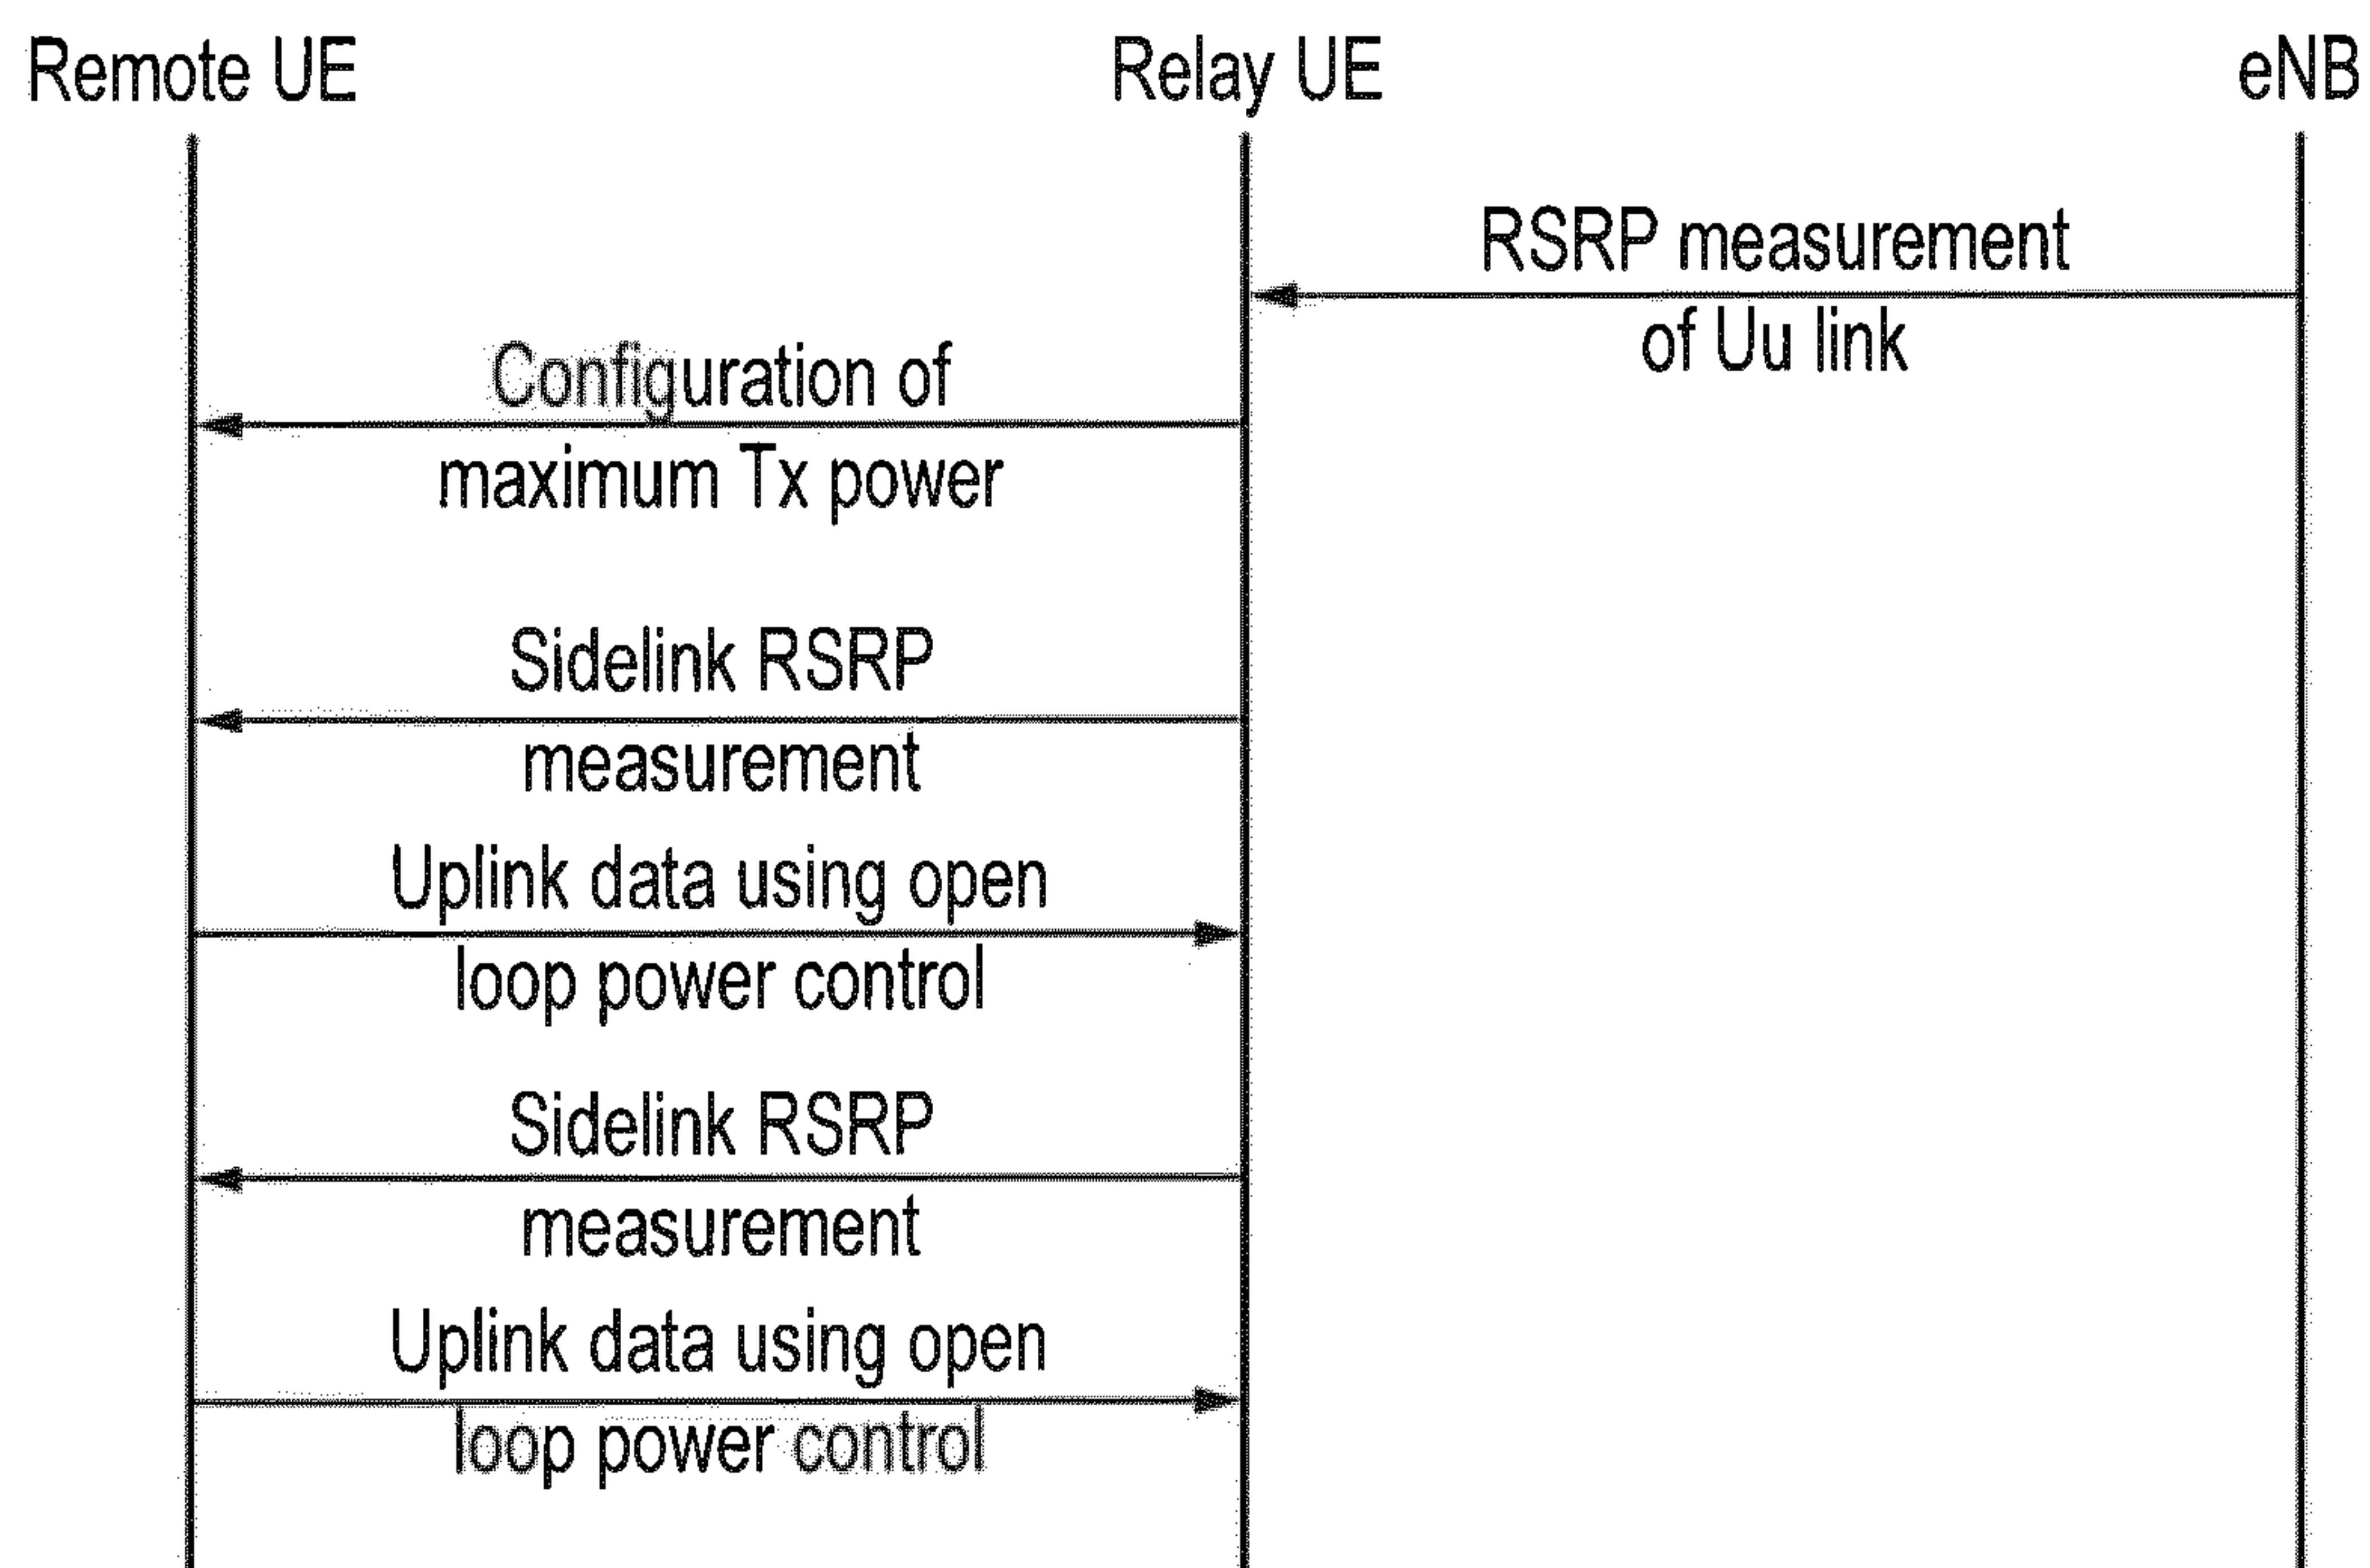 Remote UE
Relay UE
eNB
RSRP measurement
of Uu link
Configuration of
maximum Tx power
Sidelink RSRP
measurement
Uplink data using open
loop power control
Sidelink RSRP
measurement
Uplink data using open
loop power control